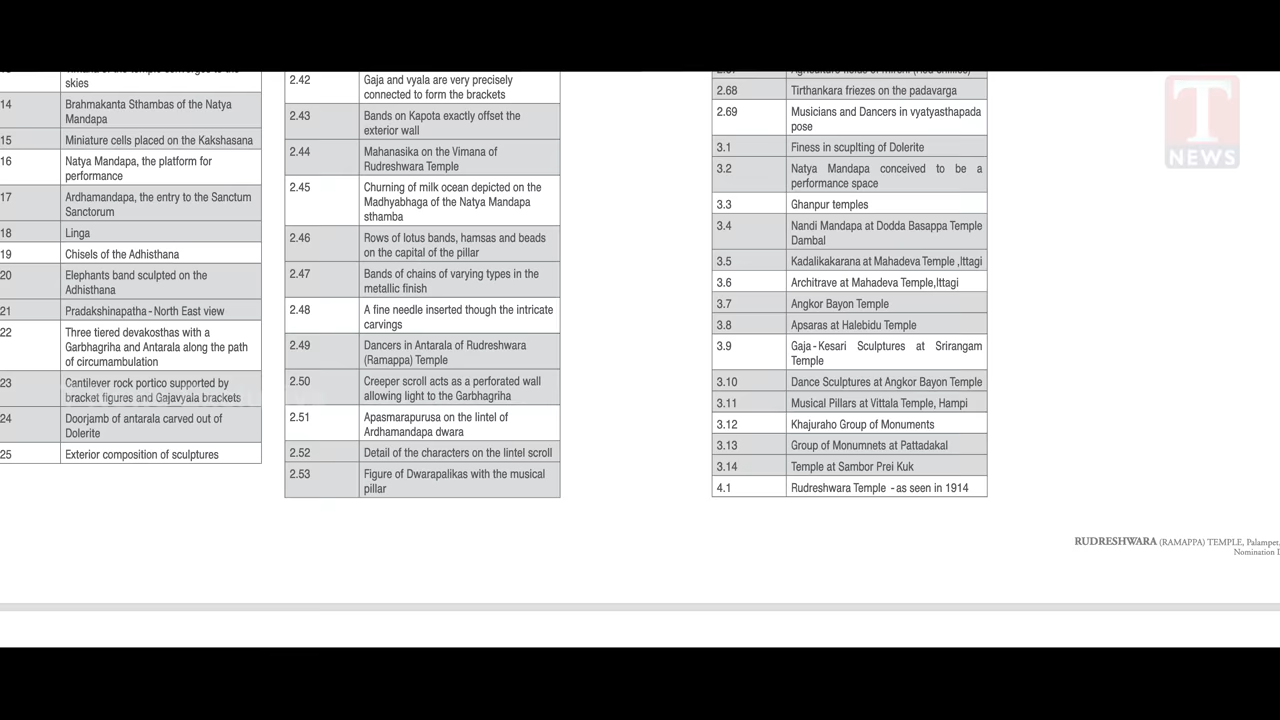 skies
14 Brahmakanta Sthambas of the Natya
Mandapa
15 Miniature cells placed on the Kakshasana
16 Natya Mandapa, the platform for
performance
17 Ardhamandapa, the entry to the Sanctum
Sanctorum
18 Linga
19 Chisels of the Adhisthana
20 Elephants band sculpted on the
Adhisthana
21 Pradakshinapatha - North East view
22 Three tiered devakosthas with a
Garbhagriha and Antarala along the path
of circumambulation
23 Cantilever rock portico supported by
bracket figures and Gajavyala brackets
24 Doorjamb of antarala carved out of
Dolerite
25 Exterior composition of sculptures
2.42 Gaja and vyala are very precisely
connected to form the brackets
2.43 Bands on Kapota exactly offset the
exterior wall
2.44 Mahanasika on the Vimana of
Rudreshwara Temple
2.45 Churning of milk ocean depicted on the
Madhyabhaga of the Natya Mandapa
sthamba
2.46 Rows of lotus bands, hamsas and beads
on the capital of the pillar
2.47 Bands of chains of varying types in the
metallic finish
2.48 A fine needle inserted though the intricate
carvings
2.49 Dancers in Antarala of Rudreshwara
(Ramappa) Temple
2.50 Creeper scroll acts as a perforated wall
allowing light to the Garbhagriha
2.51 Apasmarapurusa on the lintel of
Ardhamandapa dwara
2.52 Detail of the characters on the lintel scroll
2.53 Figure of Dwarapalikas with the musical
pillar
2.68 Tirthankara friezes on the padavarga
2.69 Musicians and Dancers in vyatyasthapada
pose
3.1 Finess in scuplting of Dolerite
3.2 Natya Mandapa conceived to be a
performance space
3.3 Ghanpur temples
3.4 Nandi Mandapa at Dodda Basappa Temple
Dambal
3.5 Kadalikakarana at Mahadeva Temple ,Ittagi
3.6 Architrave at Mahadeva Temple,Ittagi
3.7 Angkor Bayon Temple
3.8 Apsaras at Halebidu Temple
3.9 Gaja - Kesari Sculptures at Srirangam
Temple
3.10 Dance Sculptures at Angkor Bayon Temple
3.11 Musical Pillars at Vittala Temple, Hampi
3.12 Khajuraho Group of Monuments
3.13 Group of Monumnets at Pattadakal
3.14 Temple at Sambor Prei Kuk
4.1 Rudreshwara Temple - as seen in 1914
T
NEWS
RUDRESHWARA (RAMAPPA) TEMPLE, Palampet,
Nomination